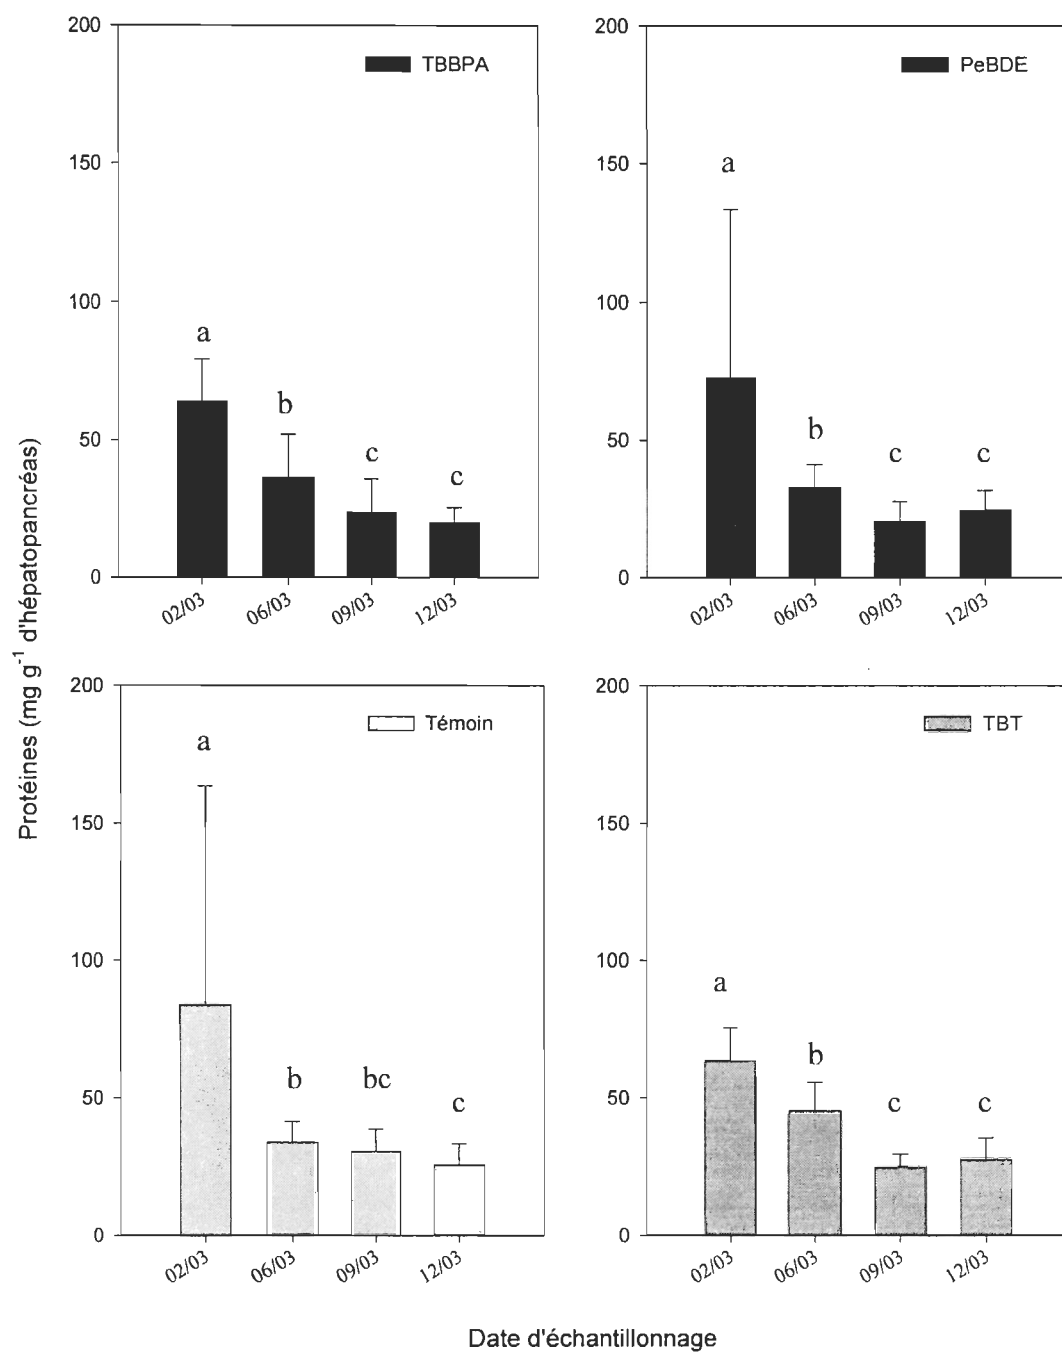 Protéines (mg g⁻¹ d'hépatopancréas)
200
150
100
50
0
TBBPA
a
b
c
c
02/03
06/03
09/03
12/03
200
150
100
50
0
PeBDE
a
b
c
c
02/03
06/03
09/03
12/03
200
150
100
50
0
Témoin
a
b
bc
c
02/03
06/03
09/03
12/03
200
150
100
50
0
TBT
a
b
c
c
02/03
06/03
09/03
12/03
Date d'échantillonnage